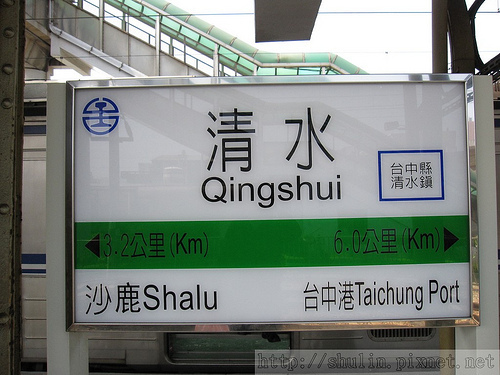 清水
Qingshui
台中縣
清水鎮
3.2公里(Km)
6.0公里(Km)
沙鹿Shalu
台中港Taichung Port
http://shulin.pixnet.net